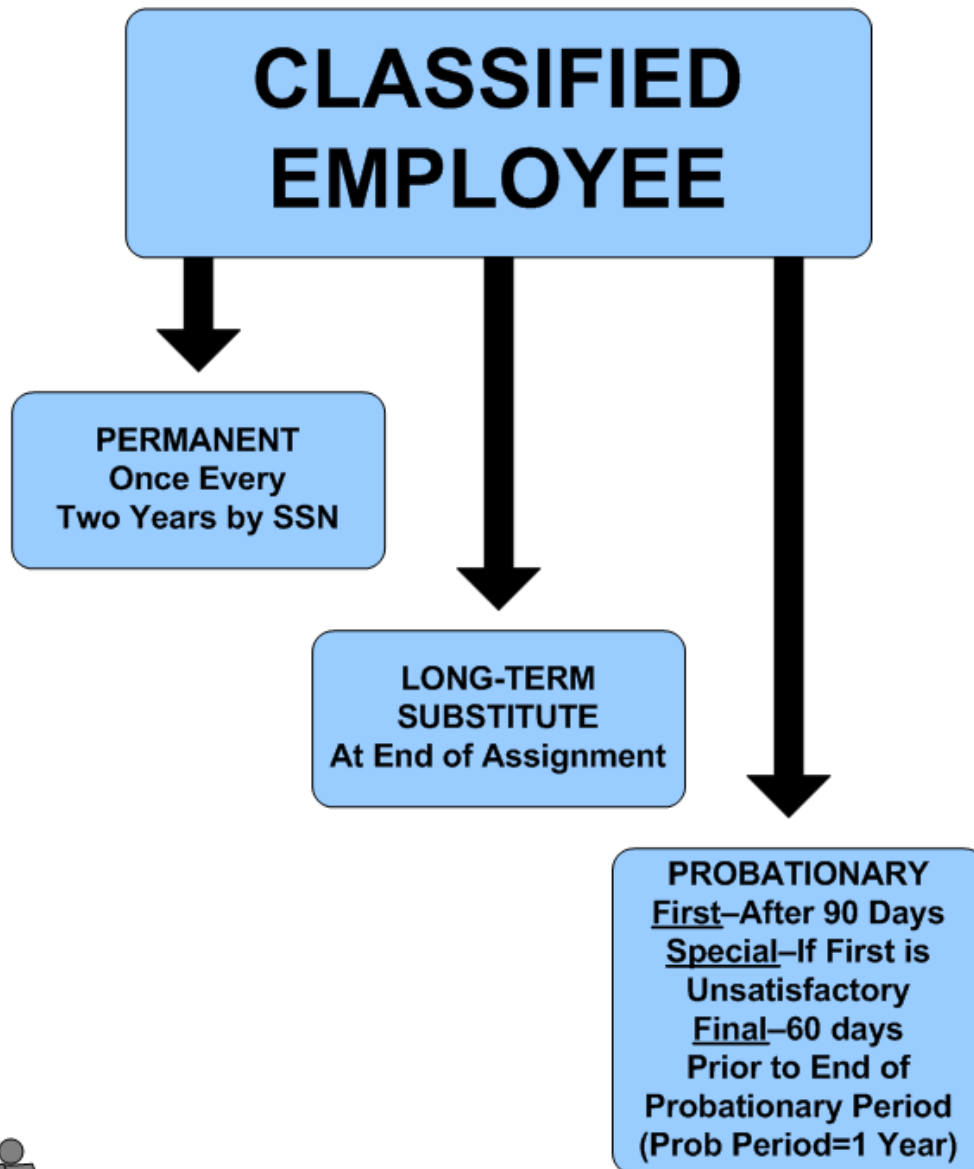 CLASSIFIED
EMPLOYEE
PERMANENT
Once Every
Two Years by SSN
LONG-TERM
SUBSTITUTE
At End of Assignment
PROBATIONARY
First–After 90 Days
Special–If First is
Unsatisfactory
Final–60 days
Prior to End of
Probationary Period
(Prob Period=1 Year)